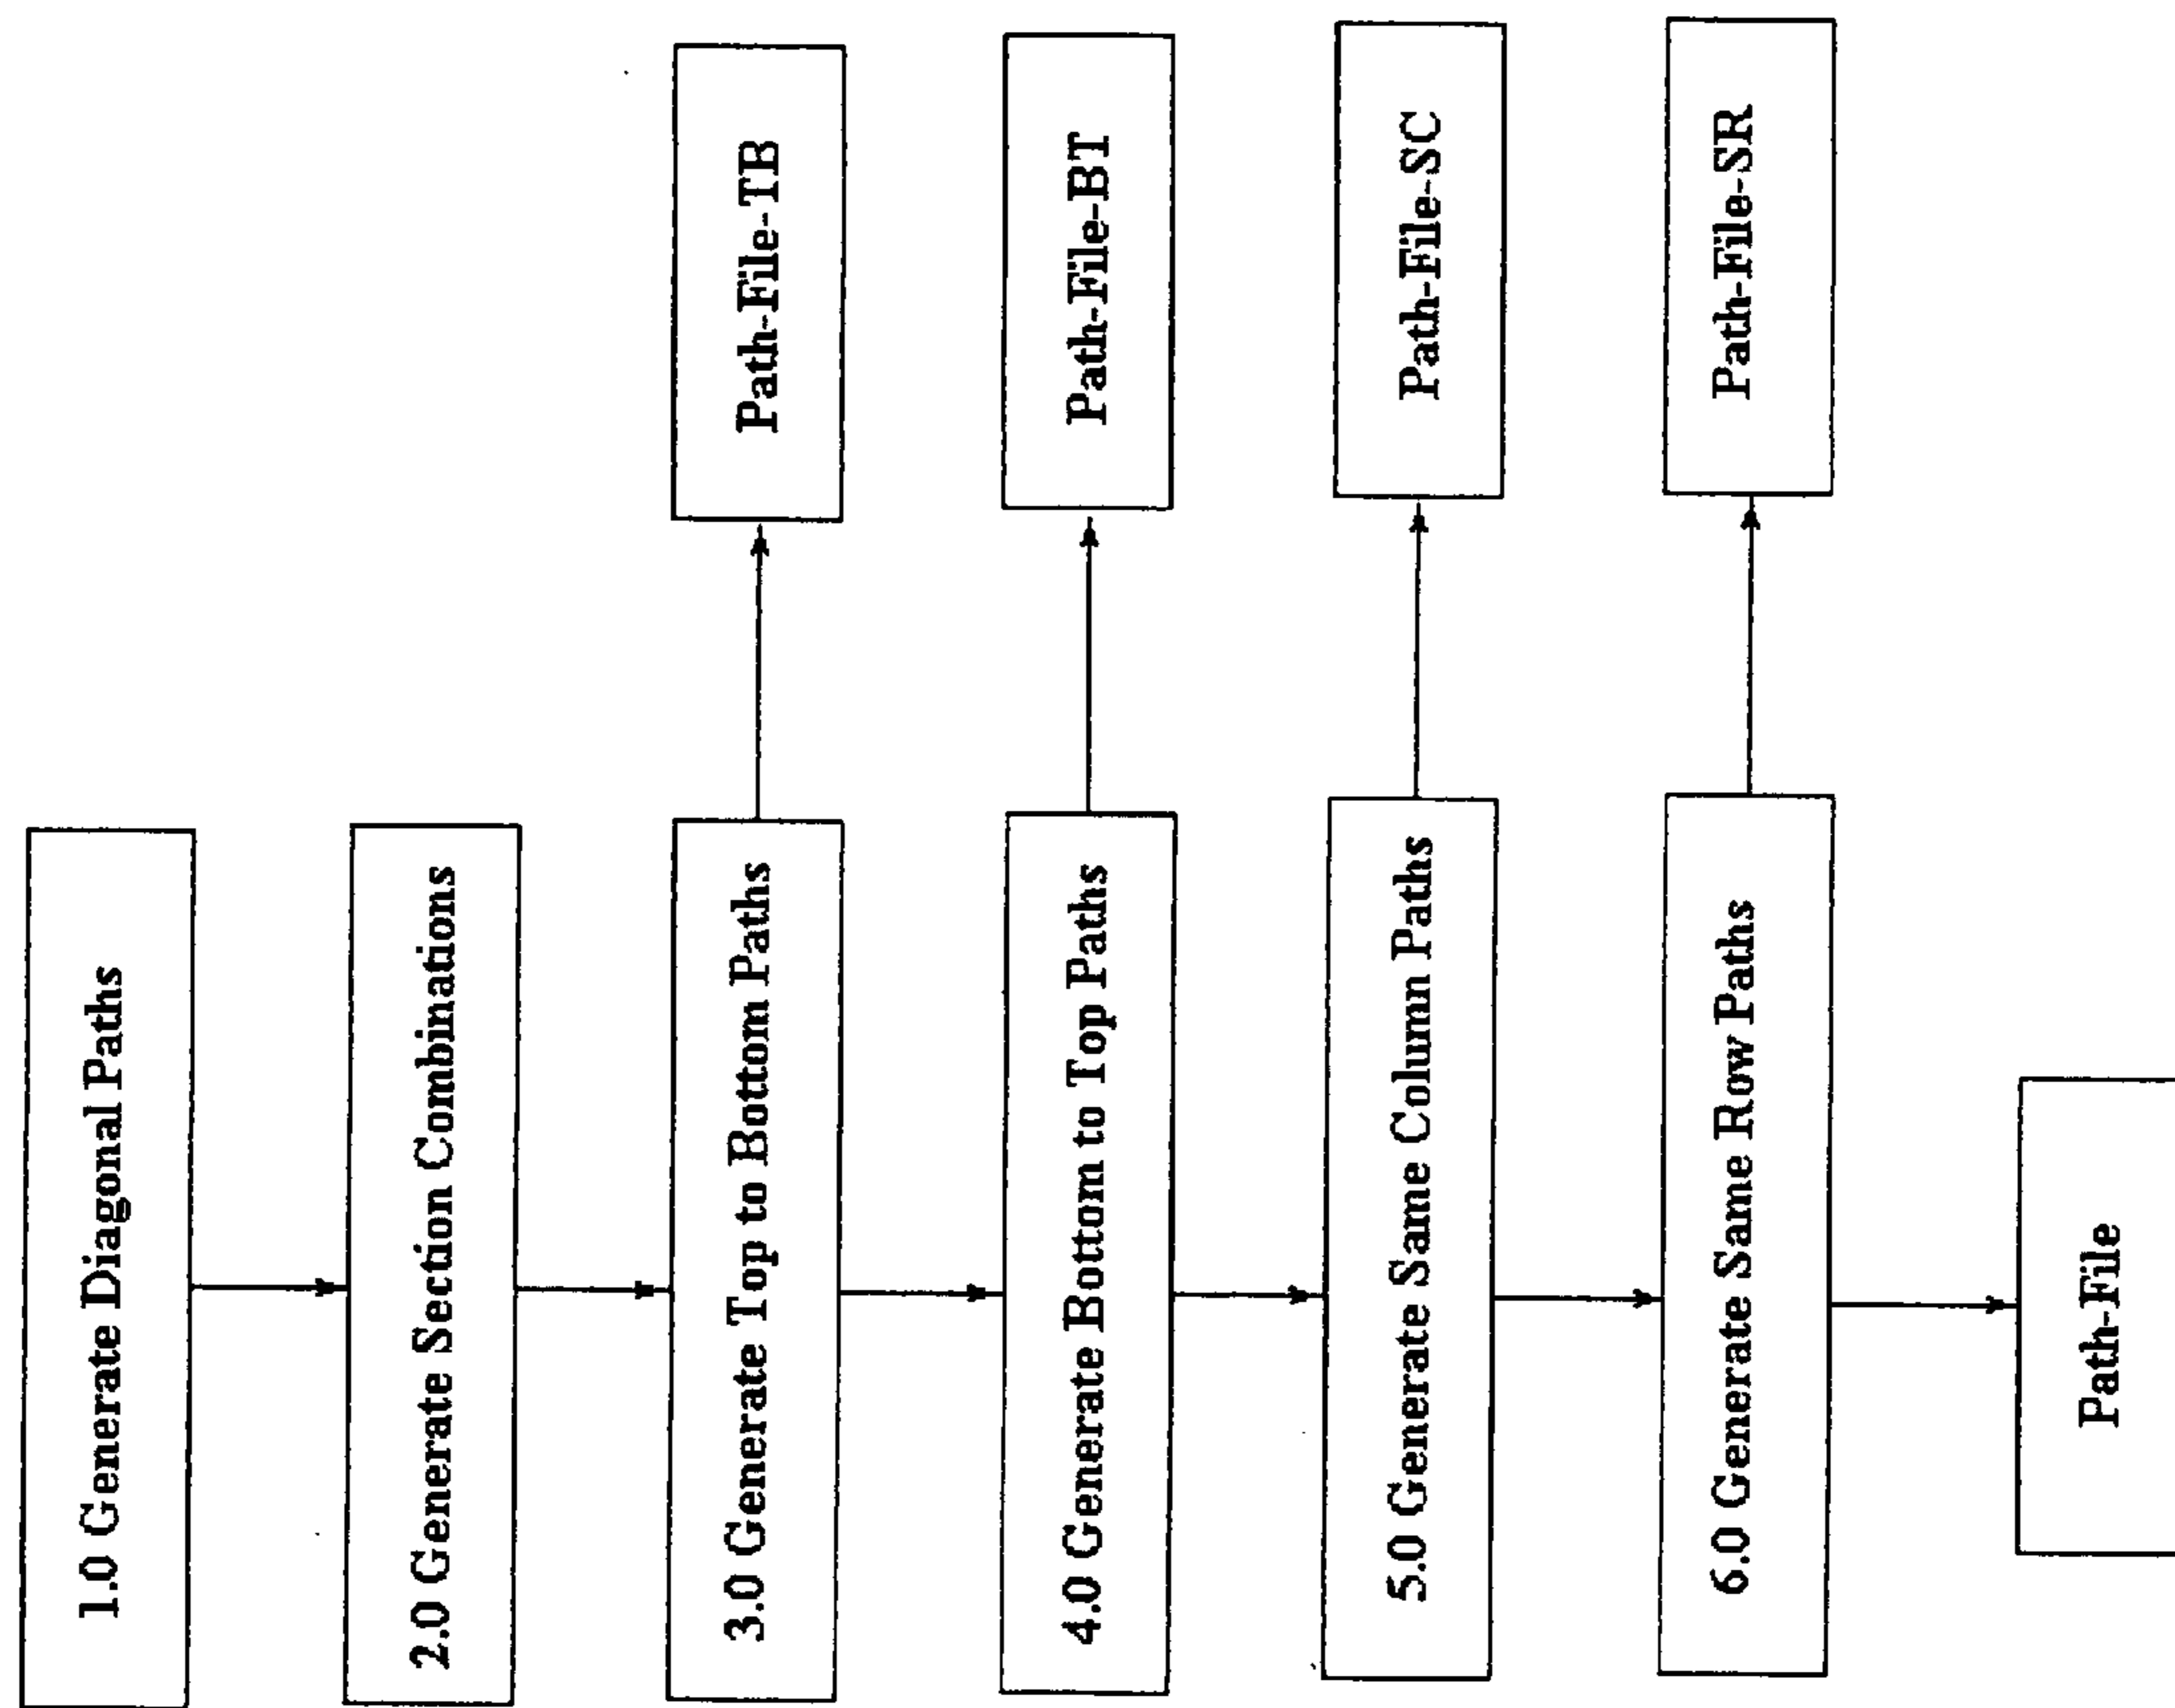 1.0 Generate Diagonal Paths
2.0 Generate Section Combinations
3.0 Generate Top to Bottom Paths
Path-File-TB
4.0 Generate Bottom to Top Paths
Path-File-BT
5.0 Generate Same Column Paths
Path-File-SC
6.0 Generate Same Row Paths
Path-File-SR
Path-File